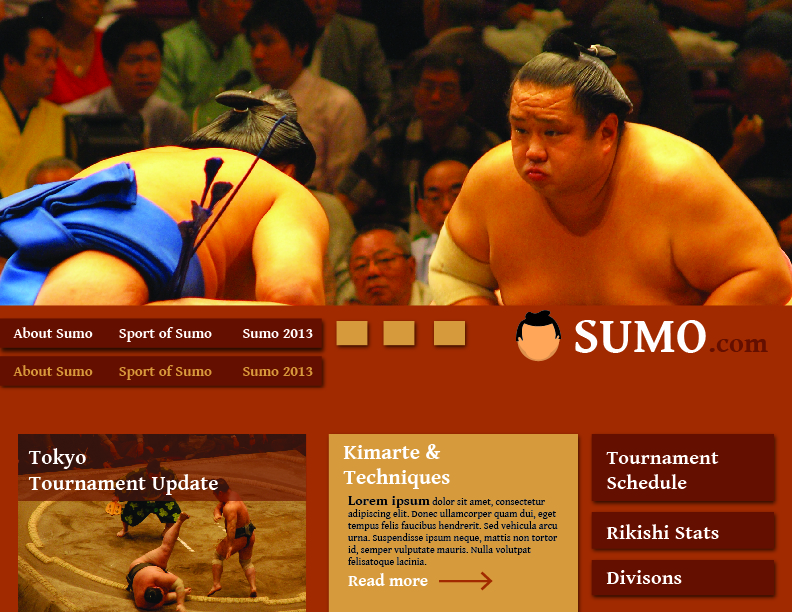 About Sumo Sport of Sumo Sumo 2013
About Sumo Sport of Sumo Sumo 2013
SUMO.com
Tokyo
Tournament Update
Kimarte &
Techniques
Lorem ipsum dolor sit amet, consectetur
adipiscing elit. Donec ullamcorper quam dui, eget
tempus felis faucibus hendrerit. Sed vehicula arcu
urna. Suspendisse ipsum neque, mattis non tortor
id, semper vulputate mauris. Nulla volutpat
felisatoque lacinia.
Read more
Tournament
Schedule
Rikishi Stats
Divisons